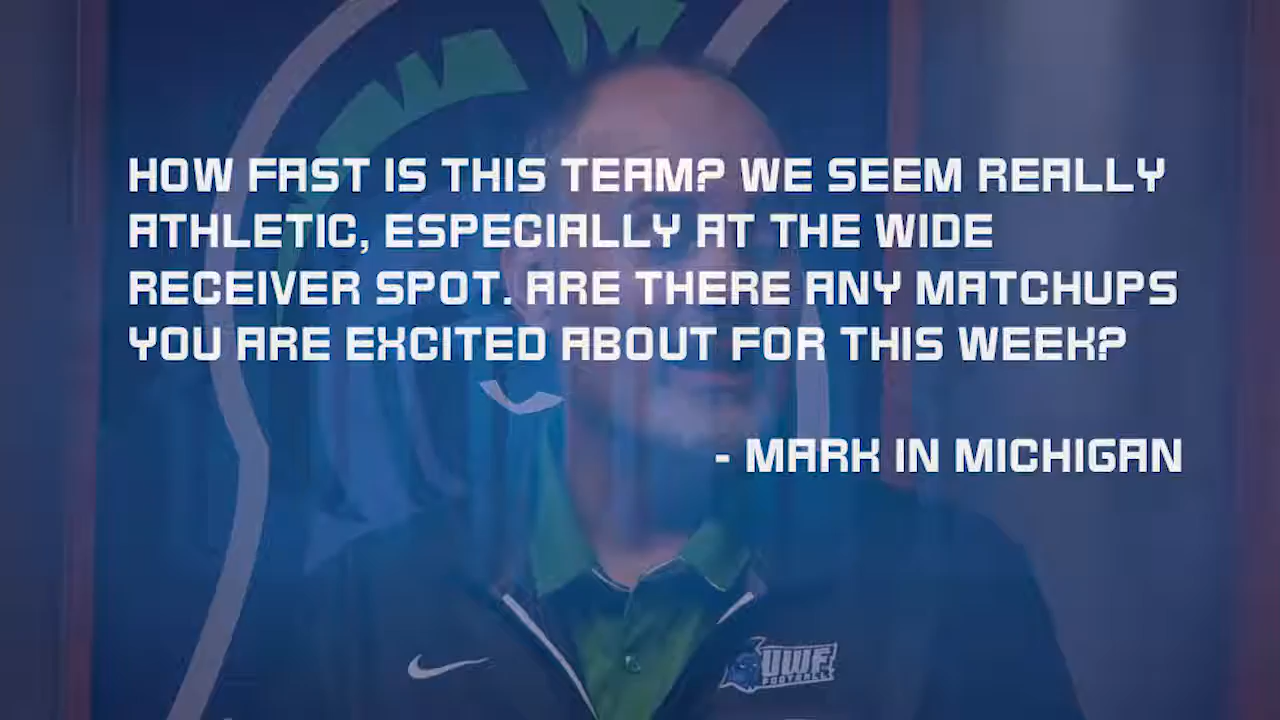 HOW FAST IS THIS TEAM? WE SEEM REALLY
ATHLETIC, ESPECIALLY AT THE WIDE
RECEIVER SPOT. ARE THERE ANY MATCHUPS
YOU ARE EXCITED ABOUT FOR THIS WEEK?
- MARK IN MICHIGAN
UWF
FOOTBALL